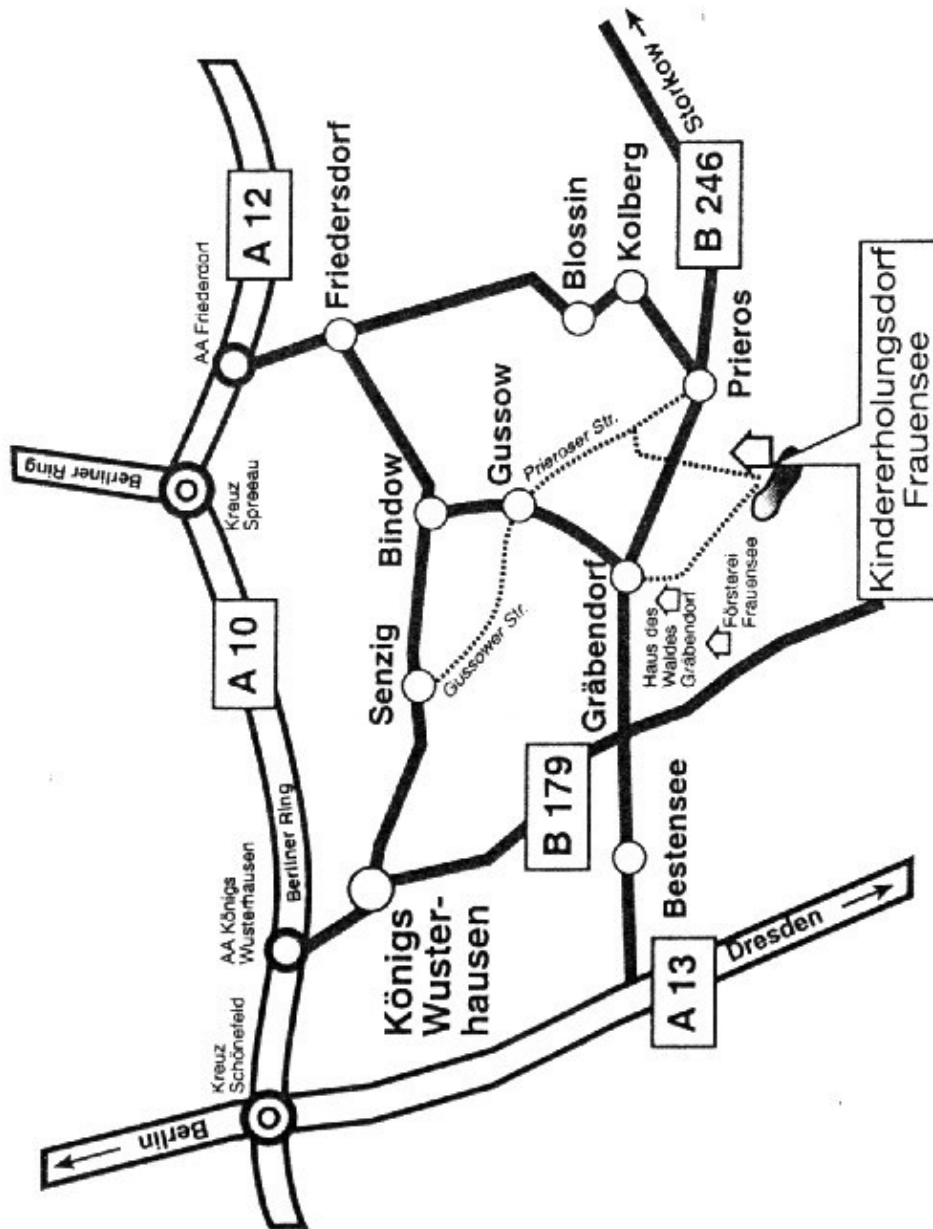 Berlin
Kreuz
Schönefeld
AA Königs
Wusterhausen
Berliner Ring
A 10
Kreuz
Spreeau
Berliner Ring
AA Friederdorf
A 12
Königs
Wuster-
hausen
Senzig
Bindow
Friedersdorf
Gussower Str.
Gussow
Prieroser Str.
Blossin
Kolberg
Storkow
B 179
Gräbendorf
Prieros
B 246
Bestensee
Haus des
Waldes
Gräbendorf
Försterei
Frauensee
A 13
Dresden
Kindererholungsdorf
Frauensee